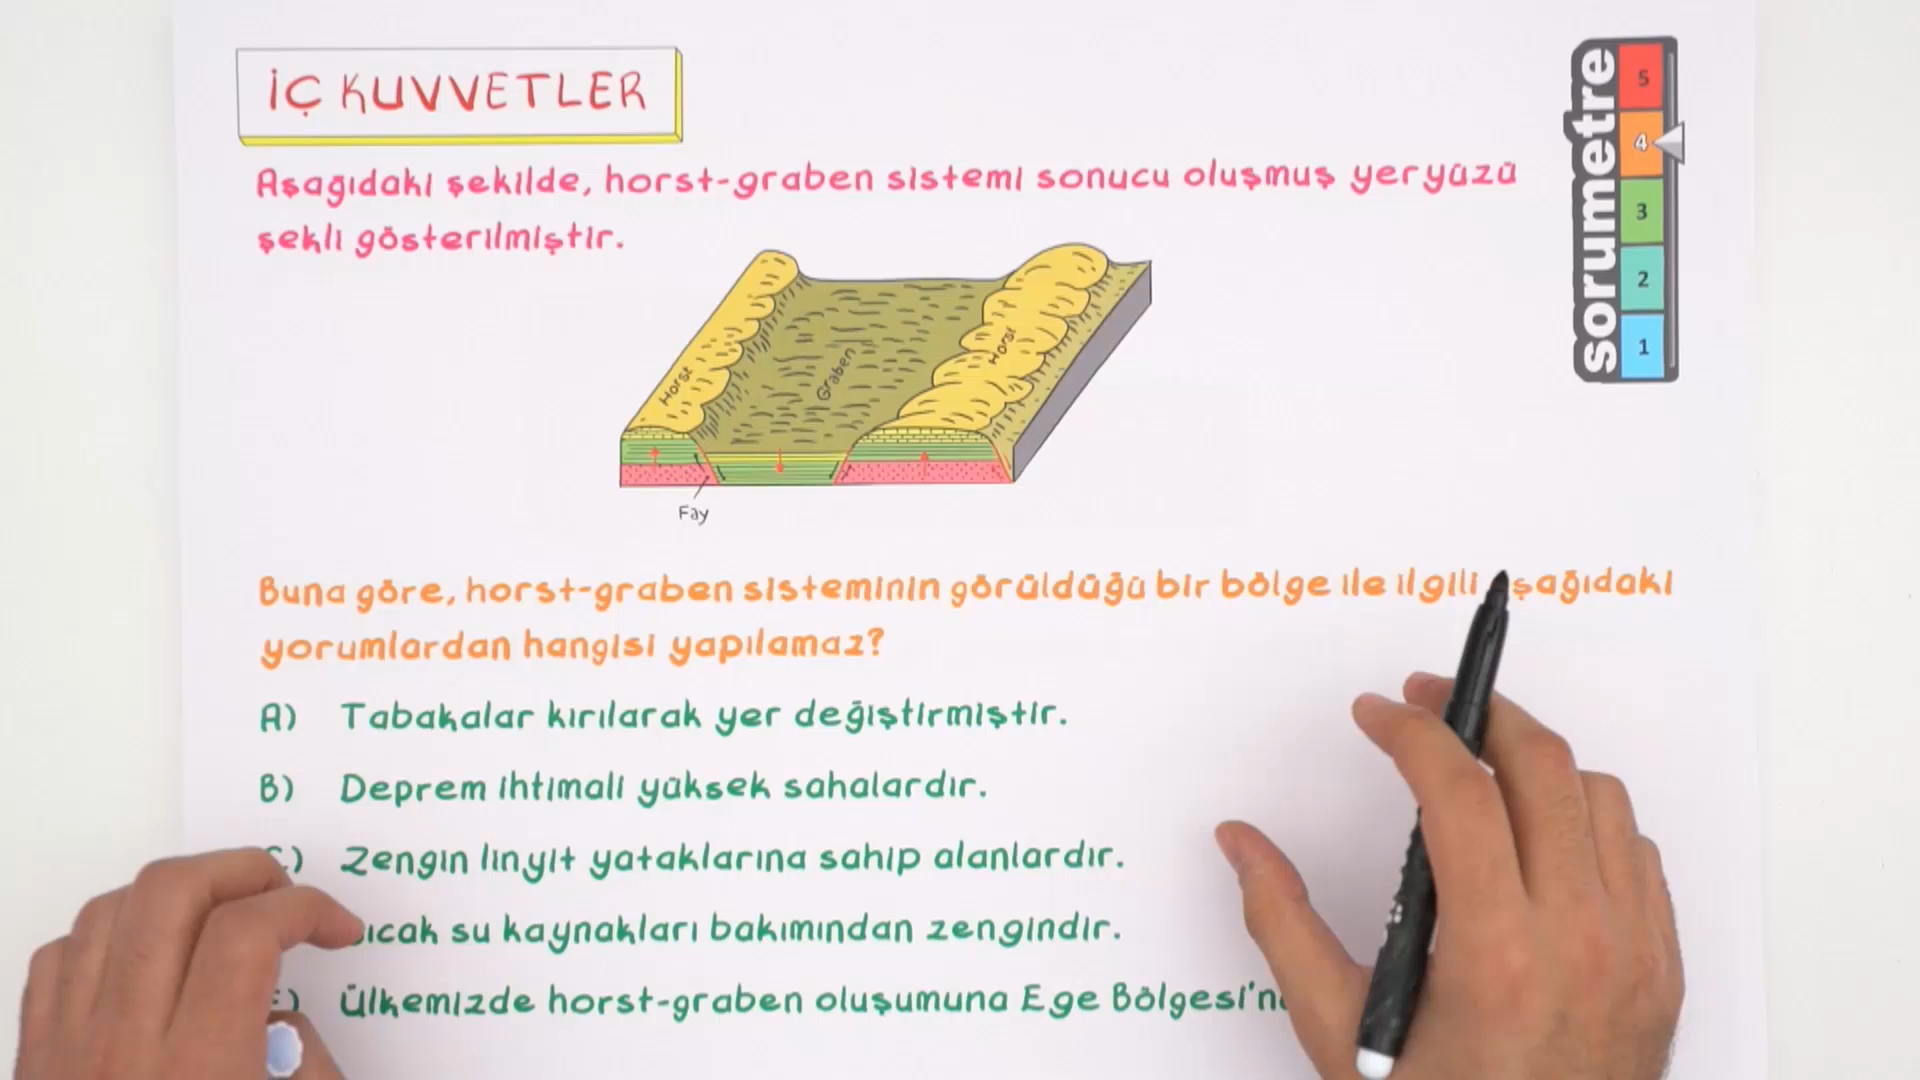 İÇ KUVVETLER
Aşağıdaki şekilde, horst-graben sistemi sonucu oluşmuş yeryüzü
şekli gösterilmiştir.
Horst
Graben
Horst
Fay
sorumetre
5
4
3
2
1
Buna göre, horst-graben sisteminin görüldüğü bir bölge ile ilgili aşağıdaki
yorumlardan hangisi yapılamaz?
A) Tabakalar kırılarak yer değiştirmiştir.
B) Deprem ihtimali yüksek sahalardır.
C) Zengin linyit yataklarına sahip alanlardır.
Sıcak su kaynakları bakımından zengindir.
E) Ülkemizde horst-graben oluşumuna Ege Bölgesi'n